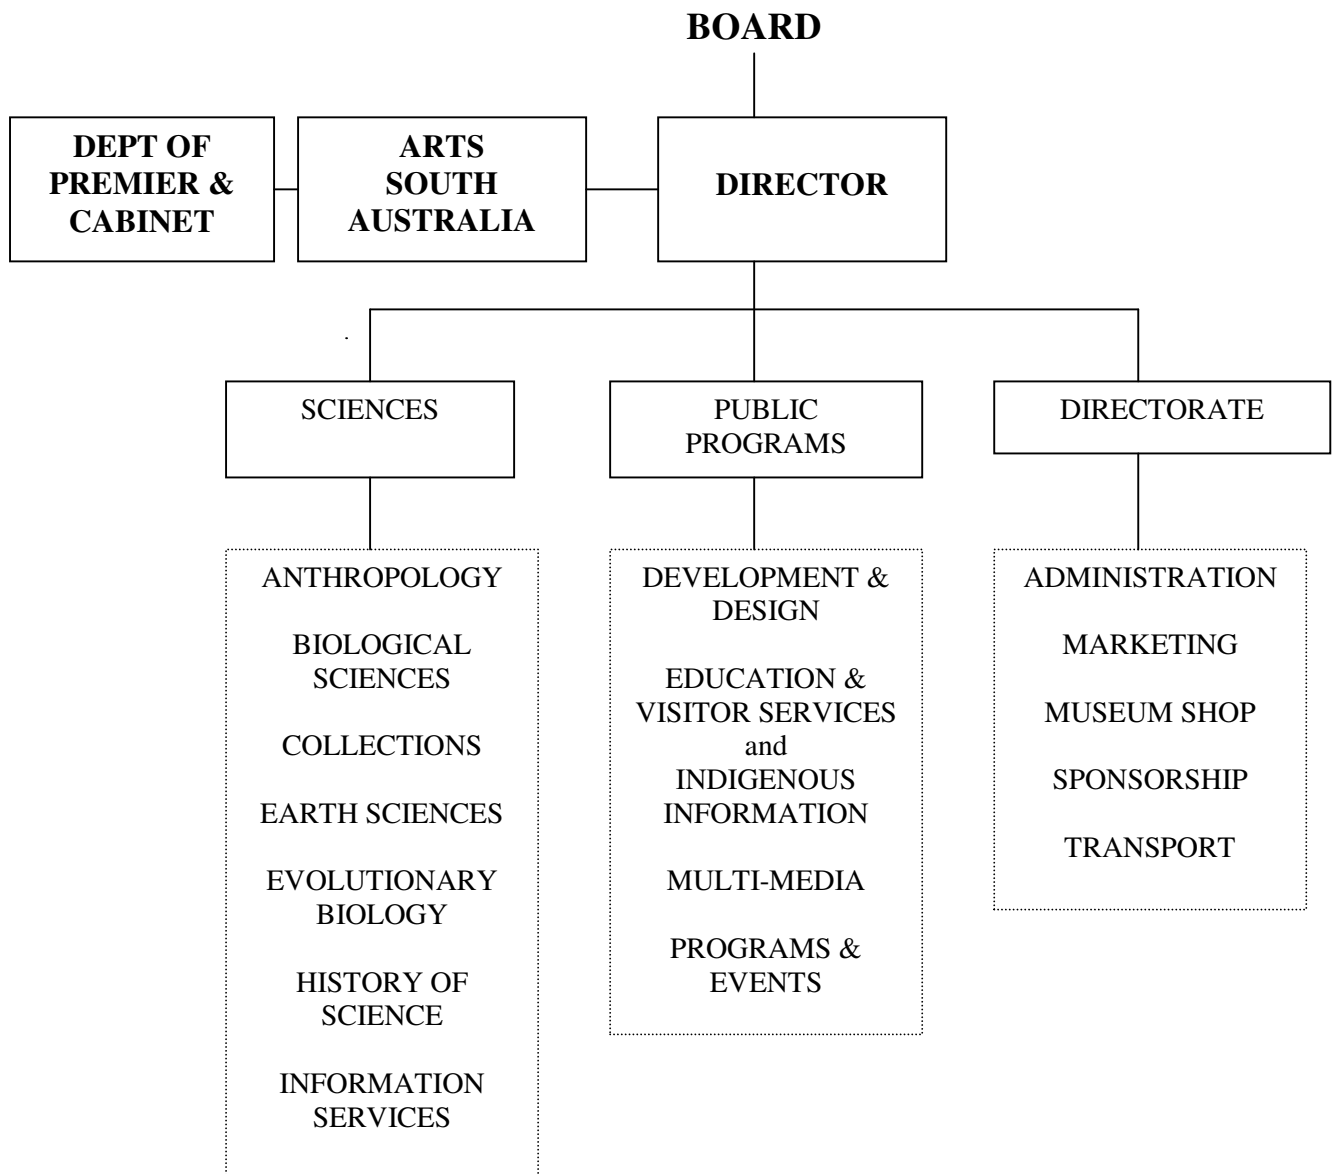 BOARD
DEPT OF
PREMIER &
CABINET
ARTS
SOUTH
AUSTRALIA
DIRECTOR
SCIENCES
PUBLIC
PROGRAMS
DIRECTORATE
ANTHROPOLOGY
BIOLOGICAL
SCIENCES
COLLECTIONS
EARTH SCIENCES
EVOLUTIONARY
BIOLOGY
HISTORY OF
SCIENCE
INFORMATION
SERVICES
DEVELOPMENT &
DESIGN
EDUCATION &
VISITOR SERVICES
and
INDIGENOUS
INFORMATION
MULTI-MEDIA
PROGRAMS &
EVENTS
ADMINISTRATION
MARKETING
MUSEUM SHOP
SPONSORSHIP
TRANSPORT